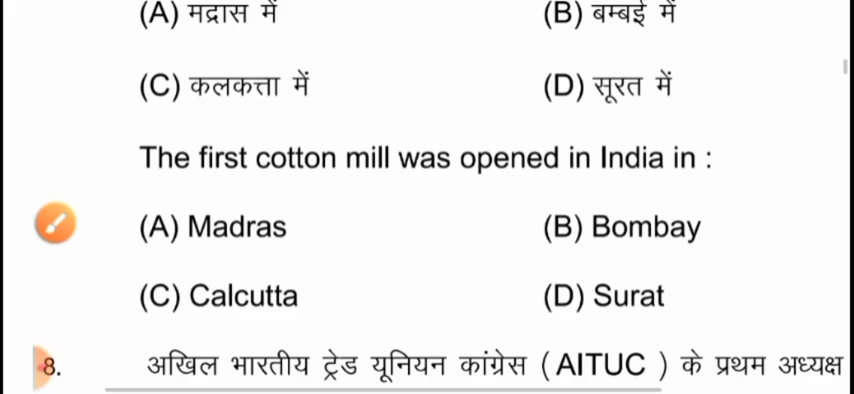 (A) मद्रास में (B) बम्बई में
(C) कलकत्ता में (D) सूरत में
The first cotton mill was opened in India in :
(A) Madras (B) Bombay
(C) Calcutta (D) Surat
8. अखिल भारतीय ट्रेड यूनियन कांग्रेस ( AITUC ) के प्रथम अध्यक्ष